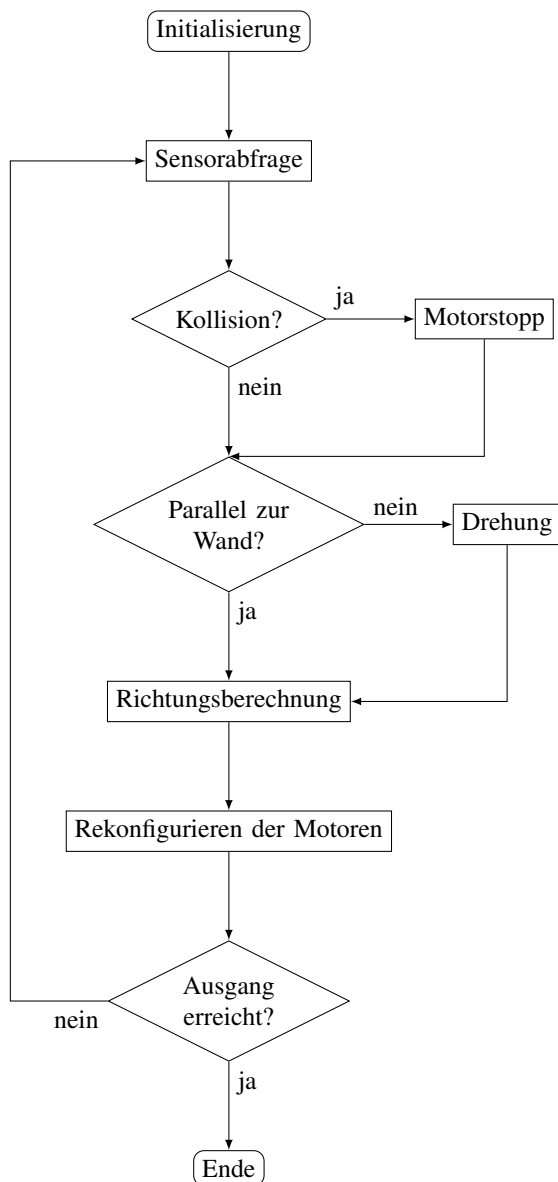 Initialisierung
Sensorabfrage
Kollision?
ja
Motorstopp
nein
Parallel zur
Wand?
nein
Drehung
ja
Richtungsberechnung
Rekonfigurieren der Motoren
Ausgang
erreicht?
nein
ja
Ende